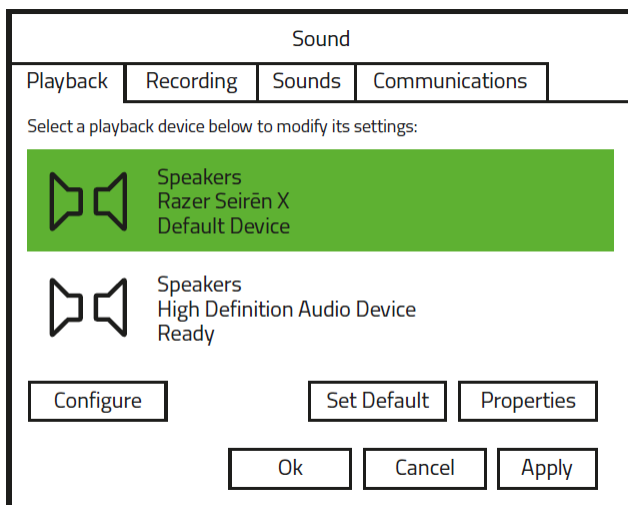 Sound
Playback Recording Sounds Communications
Select a playback device below to modify its settings:
Speakers
Razer Seirēn X
Default Device
Speakers
High Definition Audio Device
Ready
Configure Set Default Properties
Ok Cancel Apply